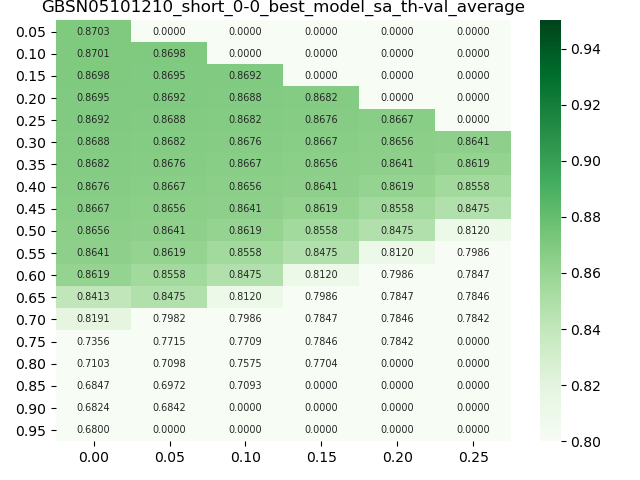 GBSN05101210_short_0-0_best_model_sa_th-val_average
0.05 0.8703 0.0000 0.0000 0.0000 0.0000 0.0000
0.10 0.8701 0.8698 0.0000 0.0000 0.0000 0.0000
0.15 0.8698 0.8695 0.8692 0.0000 0.0000 0.0000
0.20 0.8695 0.8692 0.8688 0.8682 0.0000 0.0000
0.25 0.8692 0.8688 0.8682 0.8676 0.8667 0.0000
0.30 0.8688 0.8682 0.8676 0.8667 0.8656 0.8641
0.35 0.8682 0.8676 0.8667 0.8656 0.8641 0.8619
0.40 0.8676 0.8667 0.8656 0.8641 0.8619 0.8558
0.45 0.8667 0.8656 0.8641 0.8619 0.8558 0.8475
0.50 0.8656 0.8641 0.8619 0.8558 0.8475 0.8120
0.55 0.8641 0.8619 0.8558 0.8475 0.8120 0.7986
0.60 0.8619 0.8558 0.8475 0.8120 0.7986 0.7847
0.65 0.8413 0.8475 0.8120 0.7986 0.7847 0.7846
0.70 0.8191 0.7982 0.7986 0.7847 0.7846 0.7842
0.75 0.7356 0.7715 0.7709 0.7846 0.7842 0.0000
0.80 0.7103 0.7098 0.7575 0.7704 0.0000 0.0000
0.85 0.6847 0.6972 0.7093 0.0000 0.0000 0.0000
0.90 0.6824 0.6842 0.0000 0.0000 0.0000 0.0000
0.95 0.6800 0.0000 0.0000 0.0000 0.0000 0.0000
0.00 0.05 0.10 0.15 0.20 0.25
0.94
0.92
0.90
0.88
0.86
0.84
0.82
0.80